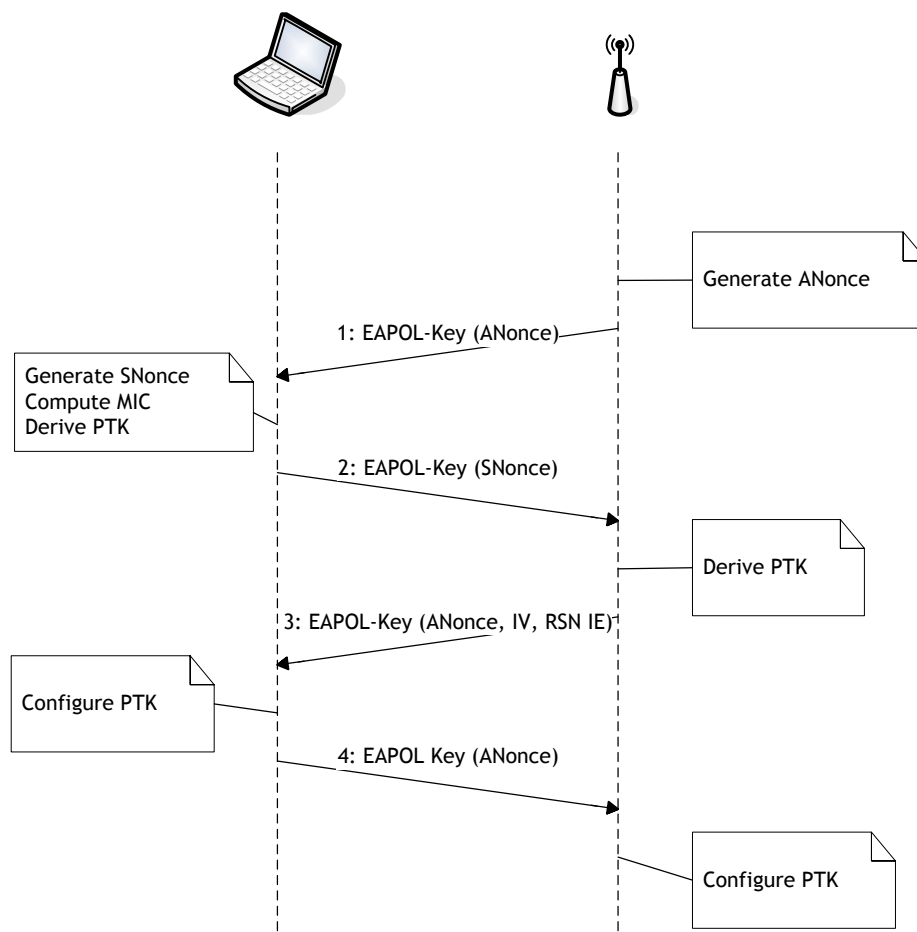 Generate ANonce
1: EAPOL-Key (ANonce)
Generate SNonce
Compute MIC
Derive PTK
2: EAPOL-Key (SNonce)
Derive PTK
3: EAPOL-Key (ANonce, IV, RSN IE)
Configure PTK
4: EAPOL Key (ANonce)
Configure PTK